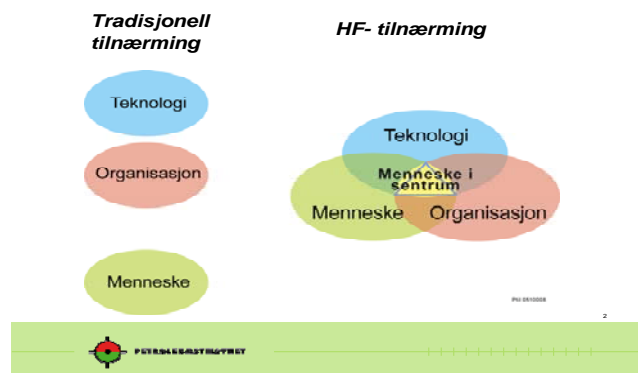 Tradisjonell
tilnærming
HF- tilnærming
Teknologi
Organisasjon
Menneske
Teknologi
Menneske i
sentrum
Menneske
Organisasjon
2
PETROLEUMSTILSYNET